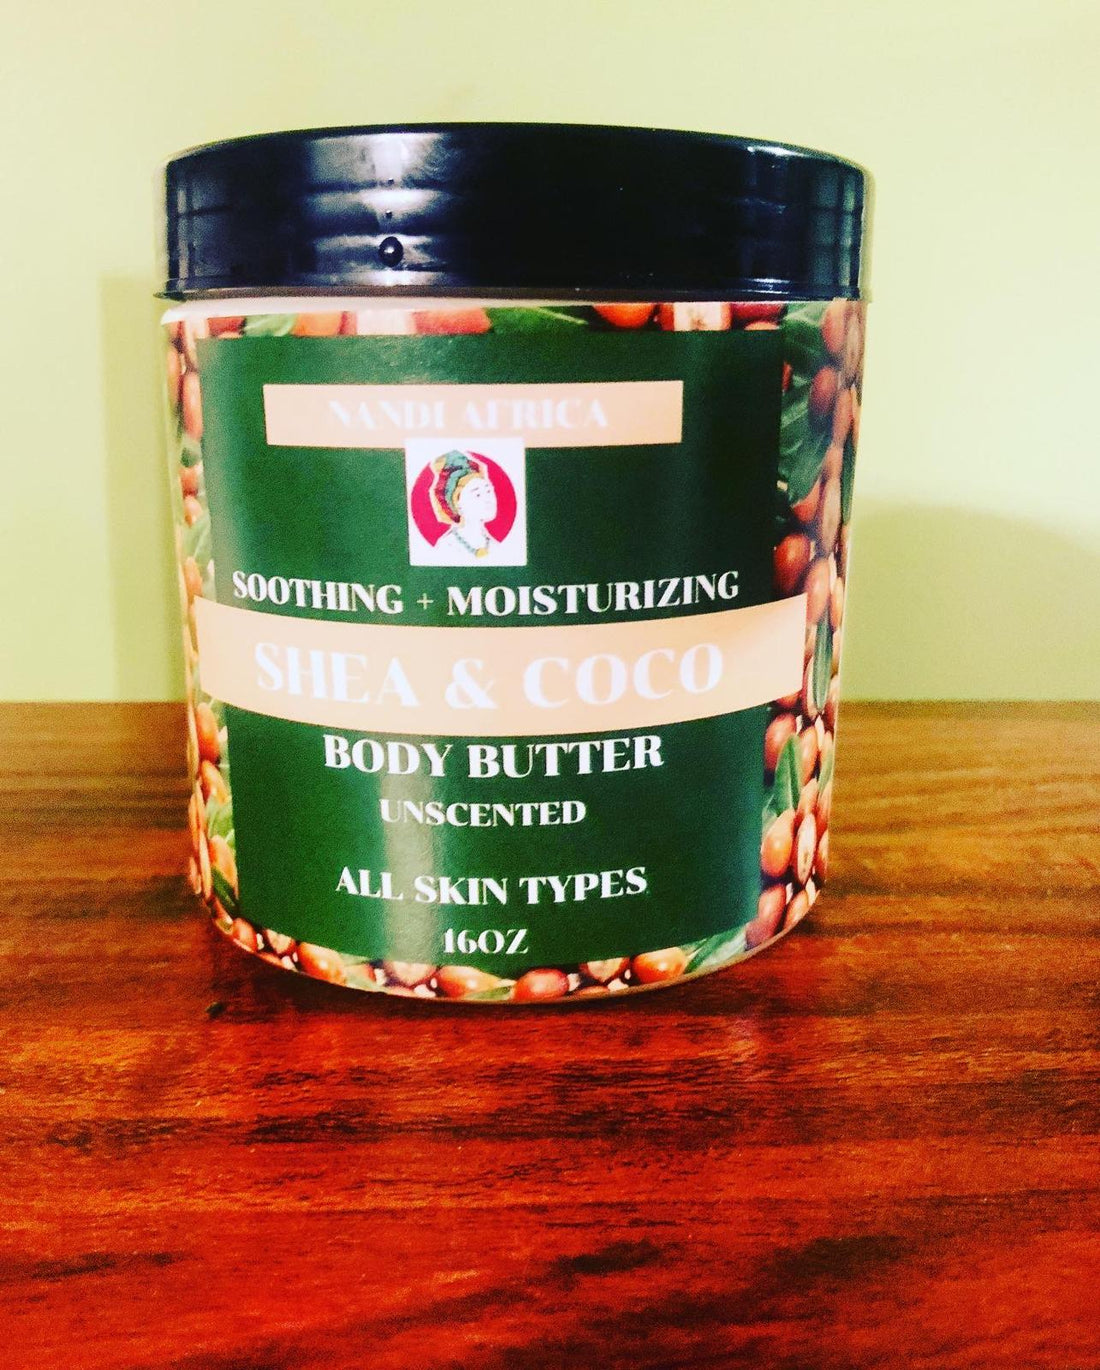 NANDI AFRICA
SOOTHING + MOISTURIZING
SHEA & COCO
BODY BUTTER
UNSCENTED
ALL SKIN TYPES
16OZ